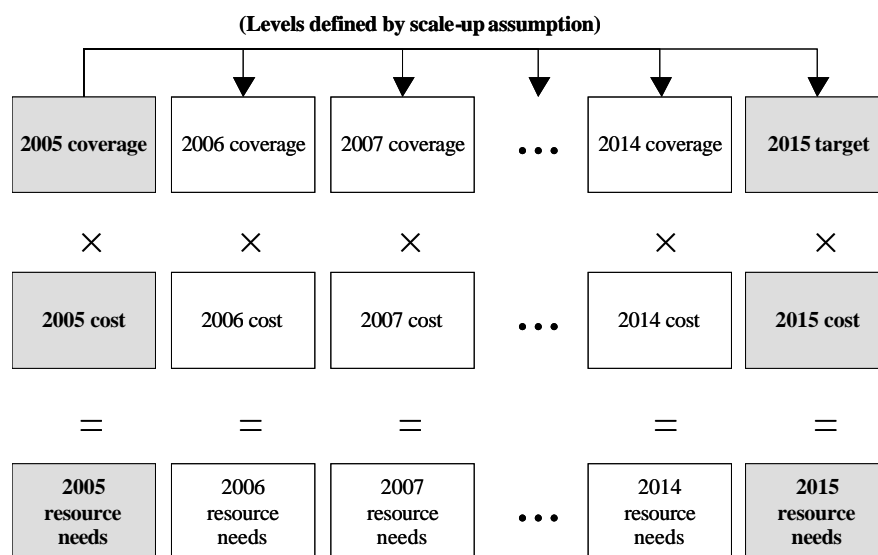 (Levels defined by scale-up assumption)
2005 coverage 2006 coverage 2007 coverage ... 2014 coverage 2015 target
× × × × ×
2005 cost 2006 cost 2007 cost ... 2014 cost 2015 cost
= = = = =
2005 2006 2007 2014 2015
resource resource resource ... resource resource
needs needs needs needs needs